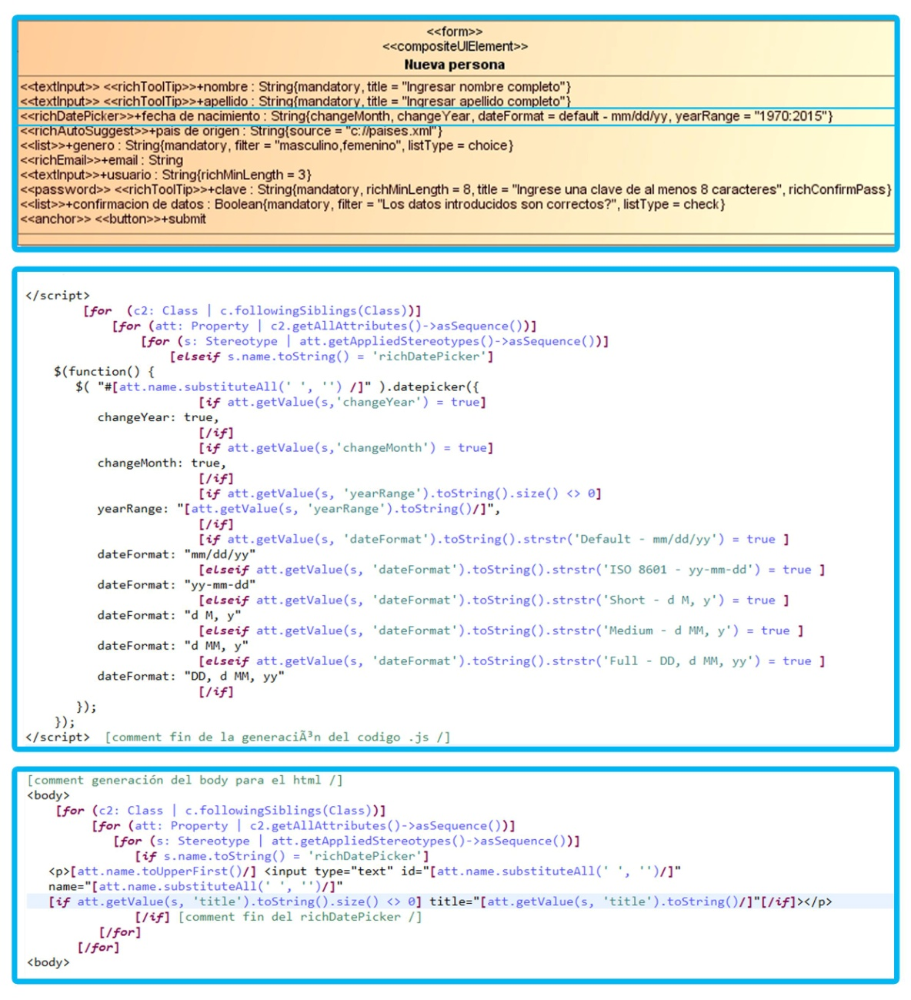 <<form>>
<<compositeUIElement>>
Nueva persona
<<textInput>> <<richToolTip>>+nombre : String{mandatory, title = "Ingresar nombre completo"}
<<textInput>> <<richToolTip>>+apellido : String{mandatory, title = "Ingresar apellido completo"}
<<richDatePicker>>+fecha de nacimiento : String{changeMonth, changeYear, dateFormat = default - mm/dd/yy, yearRange = "1970:2015"}
<<richAutoSuggest>>+pais de origen : String{source = "c://paises.xml"}
<<list>>+genero : String{mandatory, filter = "masculino,femenino", listType = choice}
<<richEmail>>+email : String
<<textInput>>+usuario : String{richMinLength = 3}
<<password>> <<richToolTip>>+clave : String{mandatory, richMinLength = 8, title = "Ingrese una clave de al menos 8 caracteres", richConfirmPass}
<<list>>+confirmacion de datos : Boolean{mandatory, filter = "Los datos introducidos son correctos?", listType = check}
<<anchor>> <<button>>+submit
</script>
[for (c2: Class | c.followingSiblings(Class))]
[for (att: Property | c2.getAllAttributes()->asSequence())]
[for (s: Stereotype | att.getAppliedStereotypes()->asSequence())]
[elseif s.name.toString() = 'richDatePicker']
$(function() {
$( "#[att.name.substituteAll(' ', '') /]" ).datepicker({
[if att.getValue(s,'changeYear') = true]
changeYear: true,
[/if]
[if att.getValue(s,'changeMonth') = true]
changeMonth: true,
[/if]
[if att.getValue(s, 'yearRange').toString().size() <> 0]
yearRange: "[att.getValue(s, 'yearRange').toString()/]",
[/if]
[if att.getValue(s, 'dateFormat').toString().strstr('Default - mm/dd/yy') = true ]
dateFormat: "mm/dd/yy"
[elseif att.getValue(s, 'dateFormat').toString().strstr('ISO 8601 - yy-mm-dd') = true ]
dateFormat: "yy-mm-dd"
[elseif att.getValue(s, 'dateFormat').toString().strstr('Short - d M, y') = true ]
dateFormat: "d M, y"
[elseif att.getValue(s, 'dateFormat').toString().strstr('Medium - d MM, y') = true ]
dateFormat: "d MM, y"
[elseif att.getValue(s, 'dateFormat').toString().strstr('Full - DD, d MM, yy') = true ]
dateFormat: "DD, d MM, yy"
[/if]
});
});
</script> [comment fin de la generaciÃ³n del codigo .js /]
[comment generación del body para el html /]
<body>
[for (c2: Class | c.followingSiblings(Class))]
[for (att: Property | c2.getAllAttributes()->asSequence())]
[for (s: Stereotype | att.getAppliedStereotypes()->asSequence())]
[if s.name.toString() = 'richDatePicker']
<p>[att.name.toUpperFirst()/] <input type="text" id="[att.name.substituteAll(' ', '')/]"
name="[att.name.substituteAll(' ', '')/]"
[if att.getValue(s, 'title').toString().size() <> 0] title="[att.getValue(s, 'title').toString()/]"[/if]></p>
[/if] [comment fin del richDatePicker /]
[/for]
[/for]
<body>